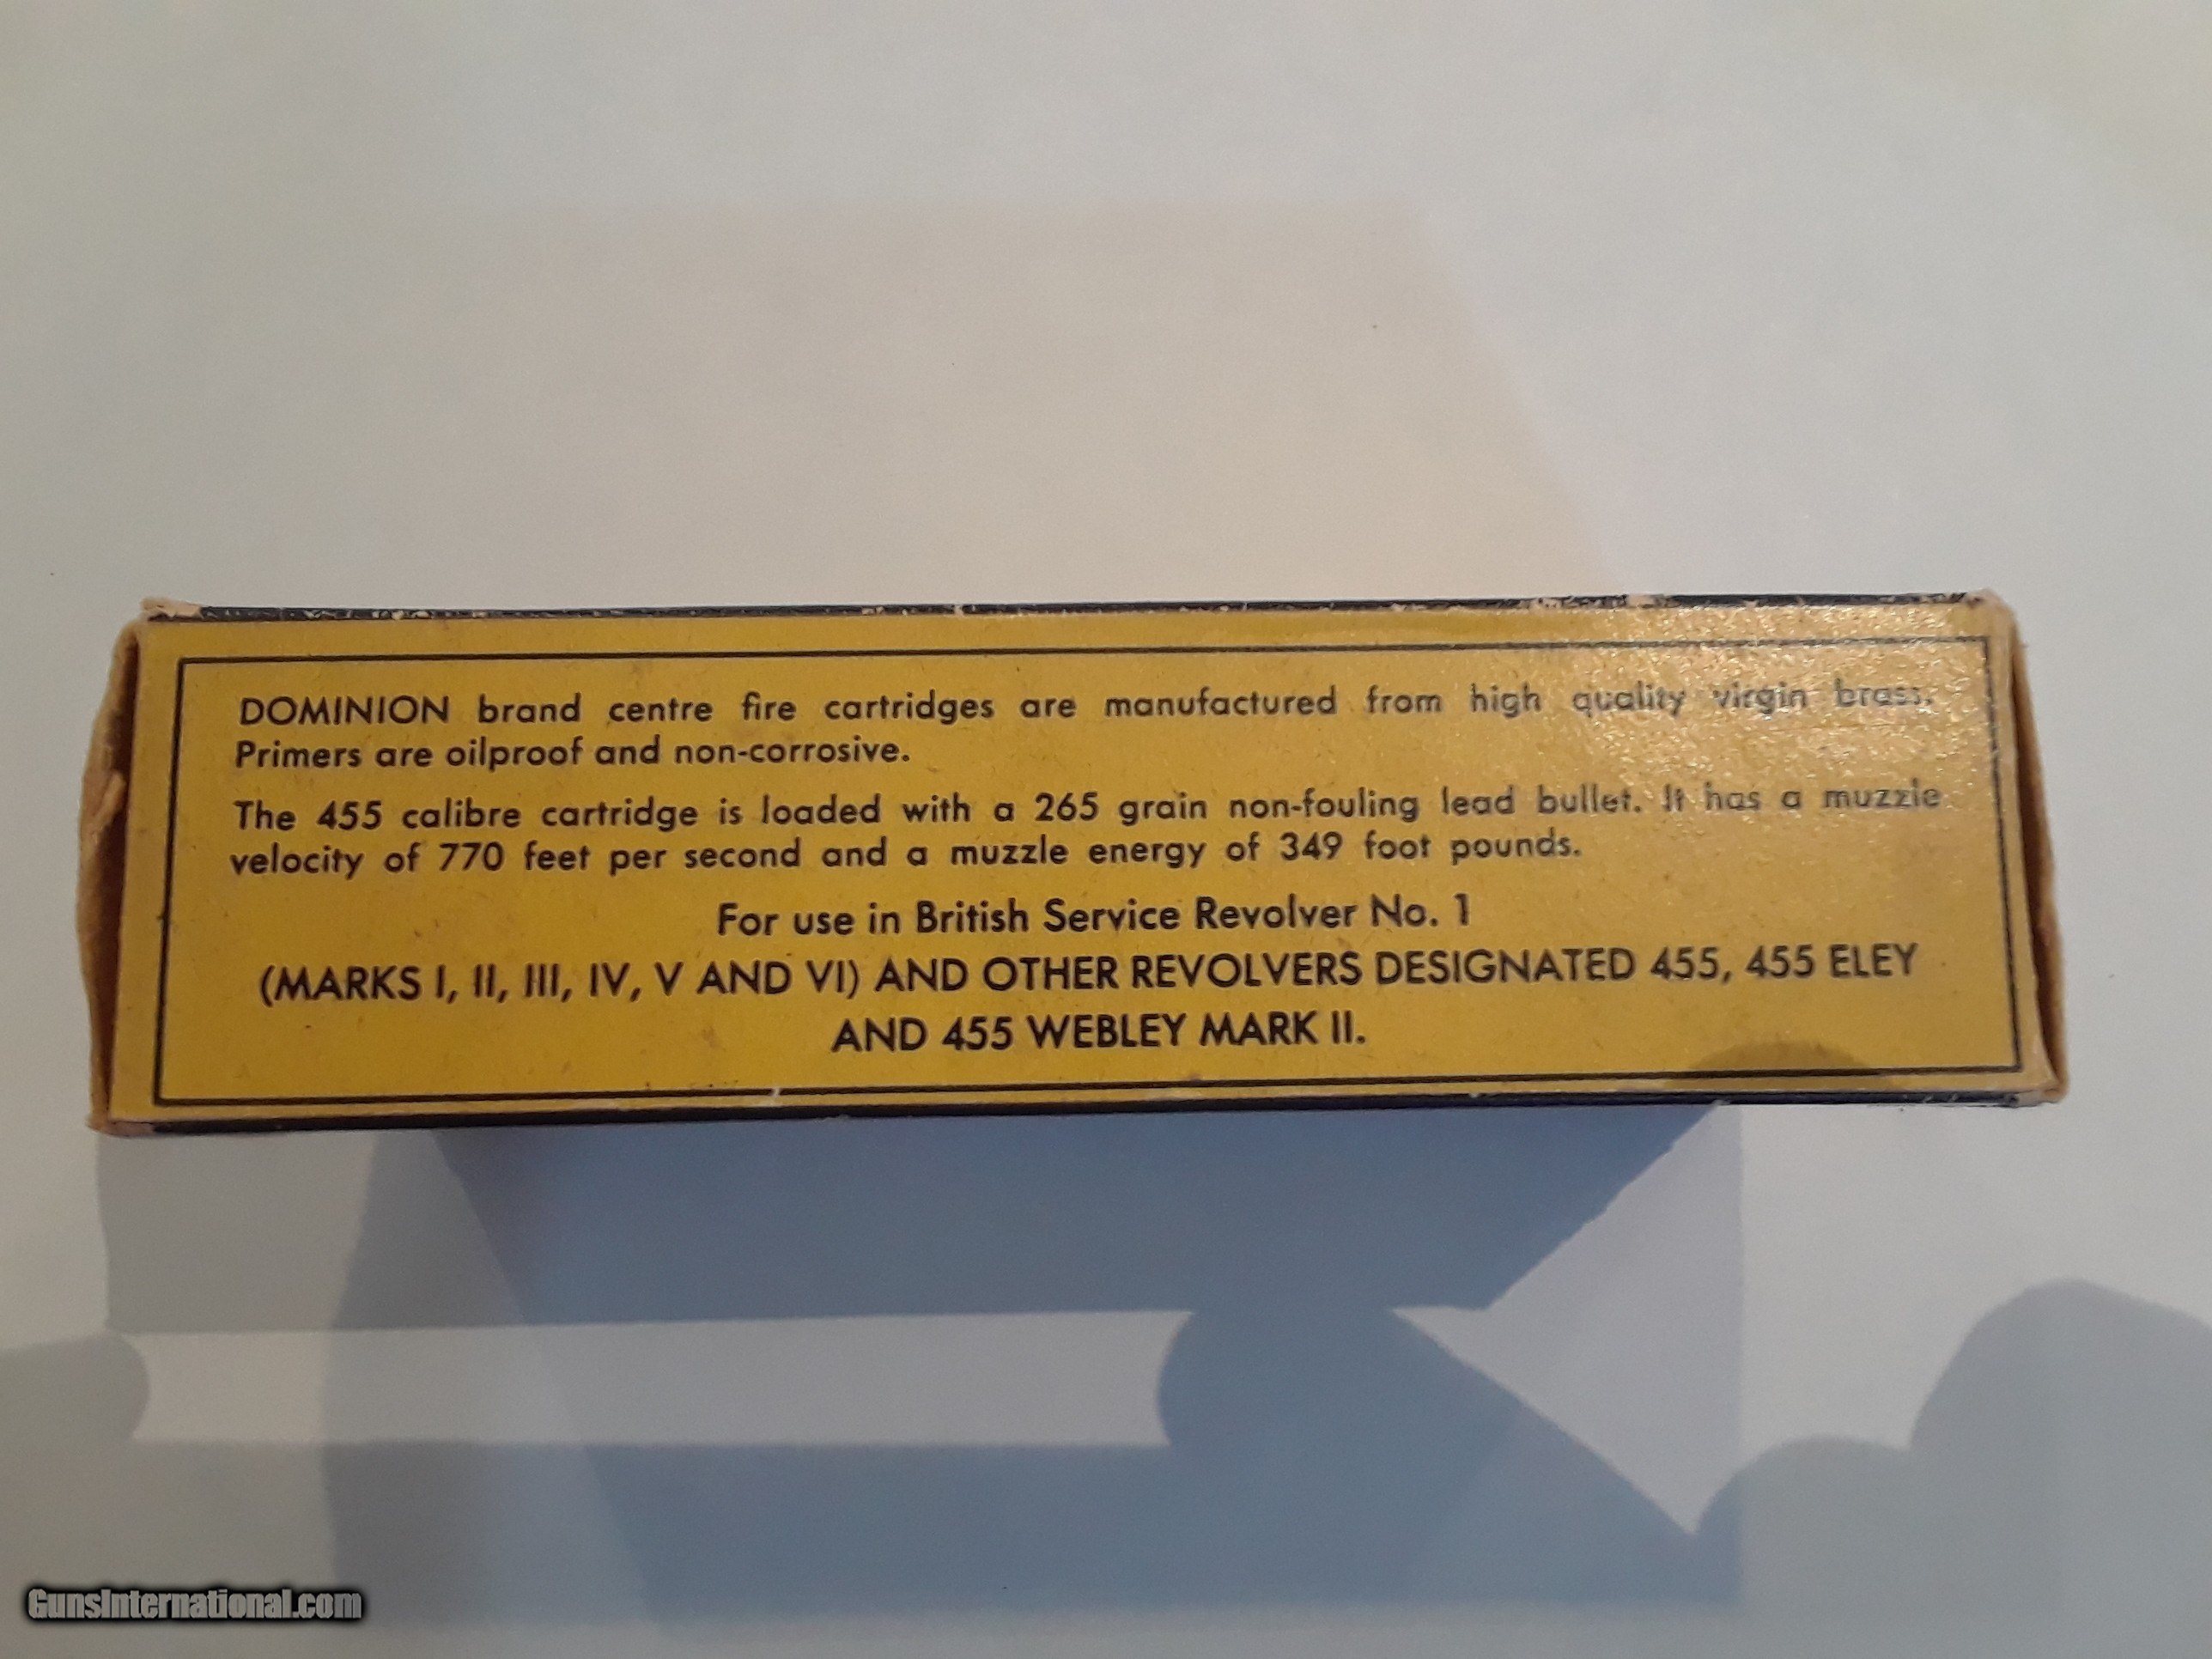 DOMINION brand centre fire cartridges are manufactured from high quality virgin brass.
Primers are oilproof and non-corrosive.
The 455 calibre cartridge is loaded with a 265 grain non-fouling lead bullet. It has a muzzle
velocity of 770 feet per second and a muzzle energy of 349 foot pounds.
For use in British Service Revolver No. 1
(MARKS I, II, III, IV, V AND VI) AND OTHER REVOLVERS DESIGNATED 455, 455 ELEY
AND 455 WEBLEY MARK II.
GunsInternational.com